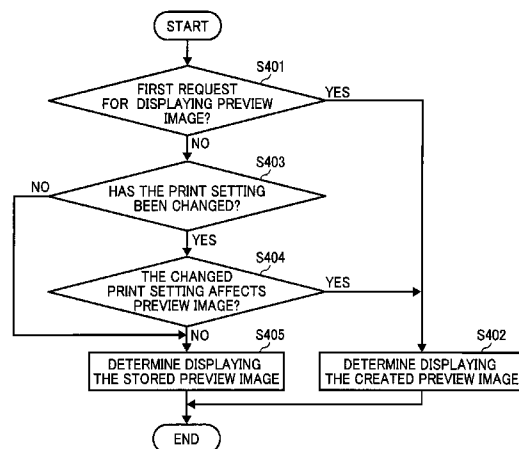 START
S401
FIRST REQUEST
FOR DISPLAYING PREVIEW
IMAGE?
YES
NO
S403
NO
HAS THE PRINT SETTING
BEEN CHANGED?
YES
S404
THE CHANGED
PRINT SETTING AFFECTS
PREVIEW IMAGE?
YES
NO
S405
DETERMINE DISPLAYING
THE STORED PREVIEW IMAGE
S402
DETERMINE DISPLAYING
THE CREATED PREVIEW IMAGE
END